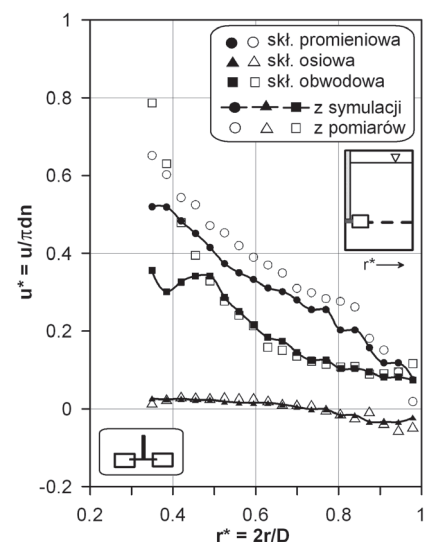 1
0.8
0.6
0.4
0.2
0
-0.2
u* = u/πdn
skł. promieniowa
skł. osiowa
skł. obwodowa
z symulacji
z pomiarów
r*
0.2 0.4 0.6 0.8 1
r* = 2r/D